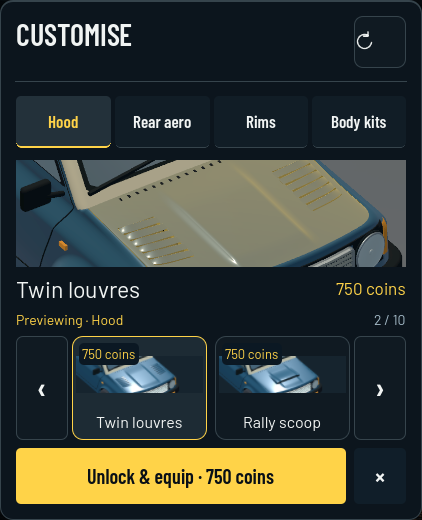 CUSTOMISE
Hood
Rear aero
Rims
Body kits
Twin louvres
750 coins
Previewing · Hood
2 / 10
750 coins
Twin louvres
750 coins
Rally scoop
Unlock & equip · 750 coins